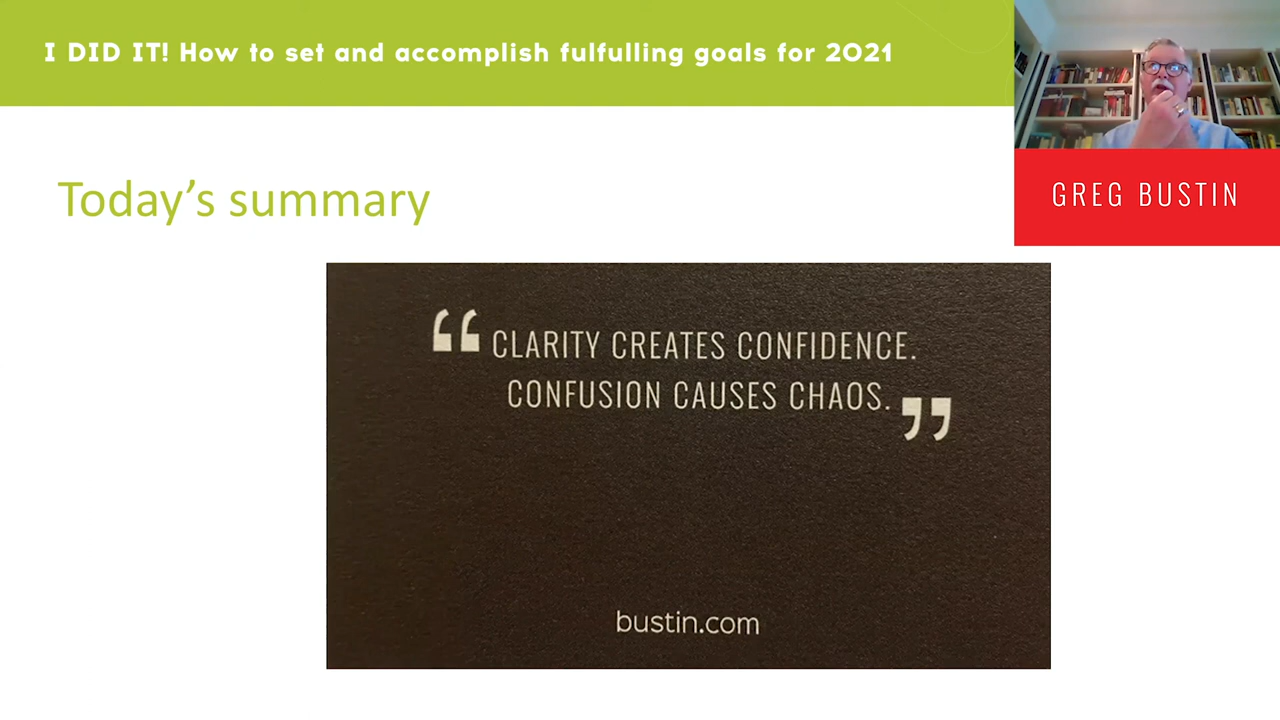 I DID IT! How to set and accomplish fulfulling goals for 2021
GREG BUSTIN
Today’s summary
“ CLARITY CREATES CONFIDENCE.
CONFUSION CAUSES CHAOS. ”
bustin.com